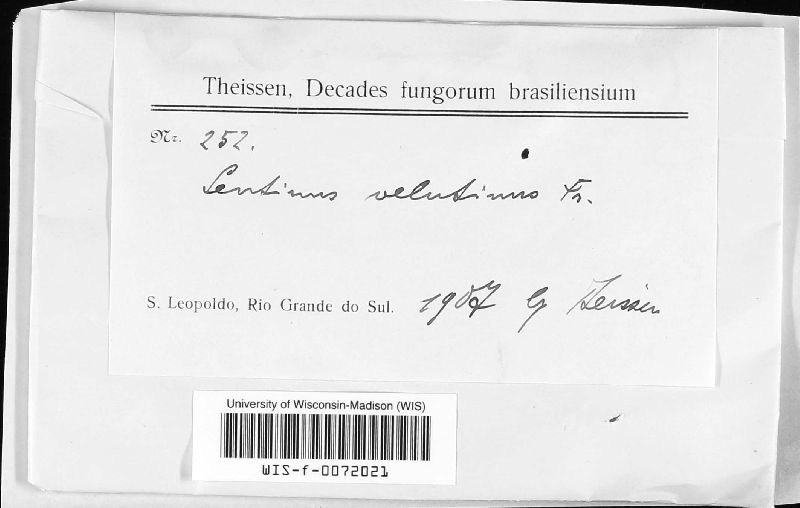 Theissen, Decades fungorum brasiliensium
Nr. 252.
Lentinus velutinus Fr.
S. Leopoldo, Rio Grande do Sul. 1907 lg Theissen
University of Wisconsin-Madison (WIS)
WIS-f-0072021